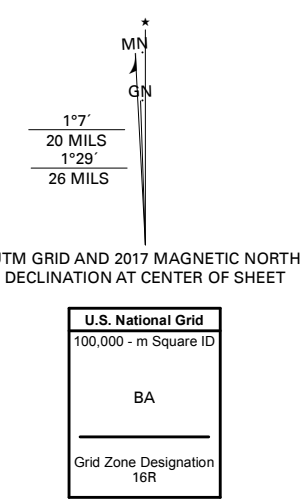 MN
GN
1°7´
20 MILS
1°29´
26 MILS
UTM GRID AND 2017 MAGNETIC NORTH
DECLINATION AT CENTER OF SHEET
U.S. National Grid
100,000 - m Square ID
BA
Grid Zone Designation
16R